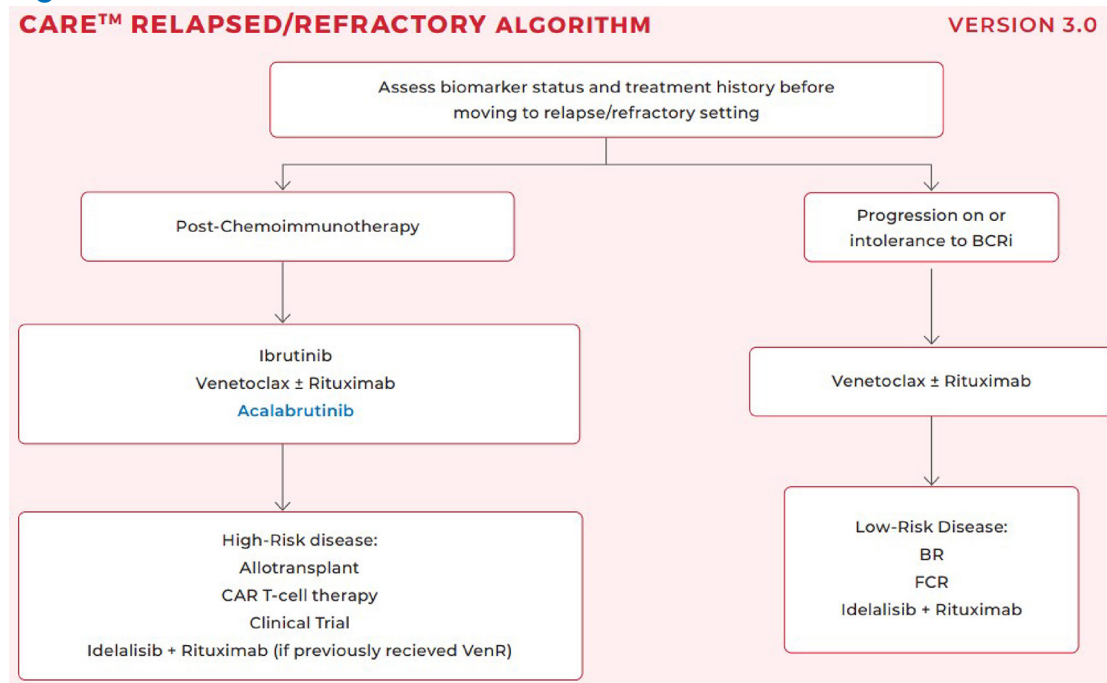 CARE™ RELAPSED/REFRACTORY ALGORITHM
VERSION 3.0
Assess biomarker status and treatment history before
moving to relapse/refractory setting
Post-Chemoimmunotherapy
Progression on or
intolerance to BCRi
Ibrutinib
Venetoclax ± Rituximab
Acalabrutinib
Venetoclax ± Rituximab
High-Risk disease:
Allotransplant
CAR T-cell therapy
Clinical Trial
Idelalisib + Rituximab (if previously recieved VenR)
Low-Risk Disease:
BR
FCR
Idelalisib + Rituximab